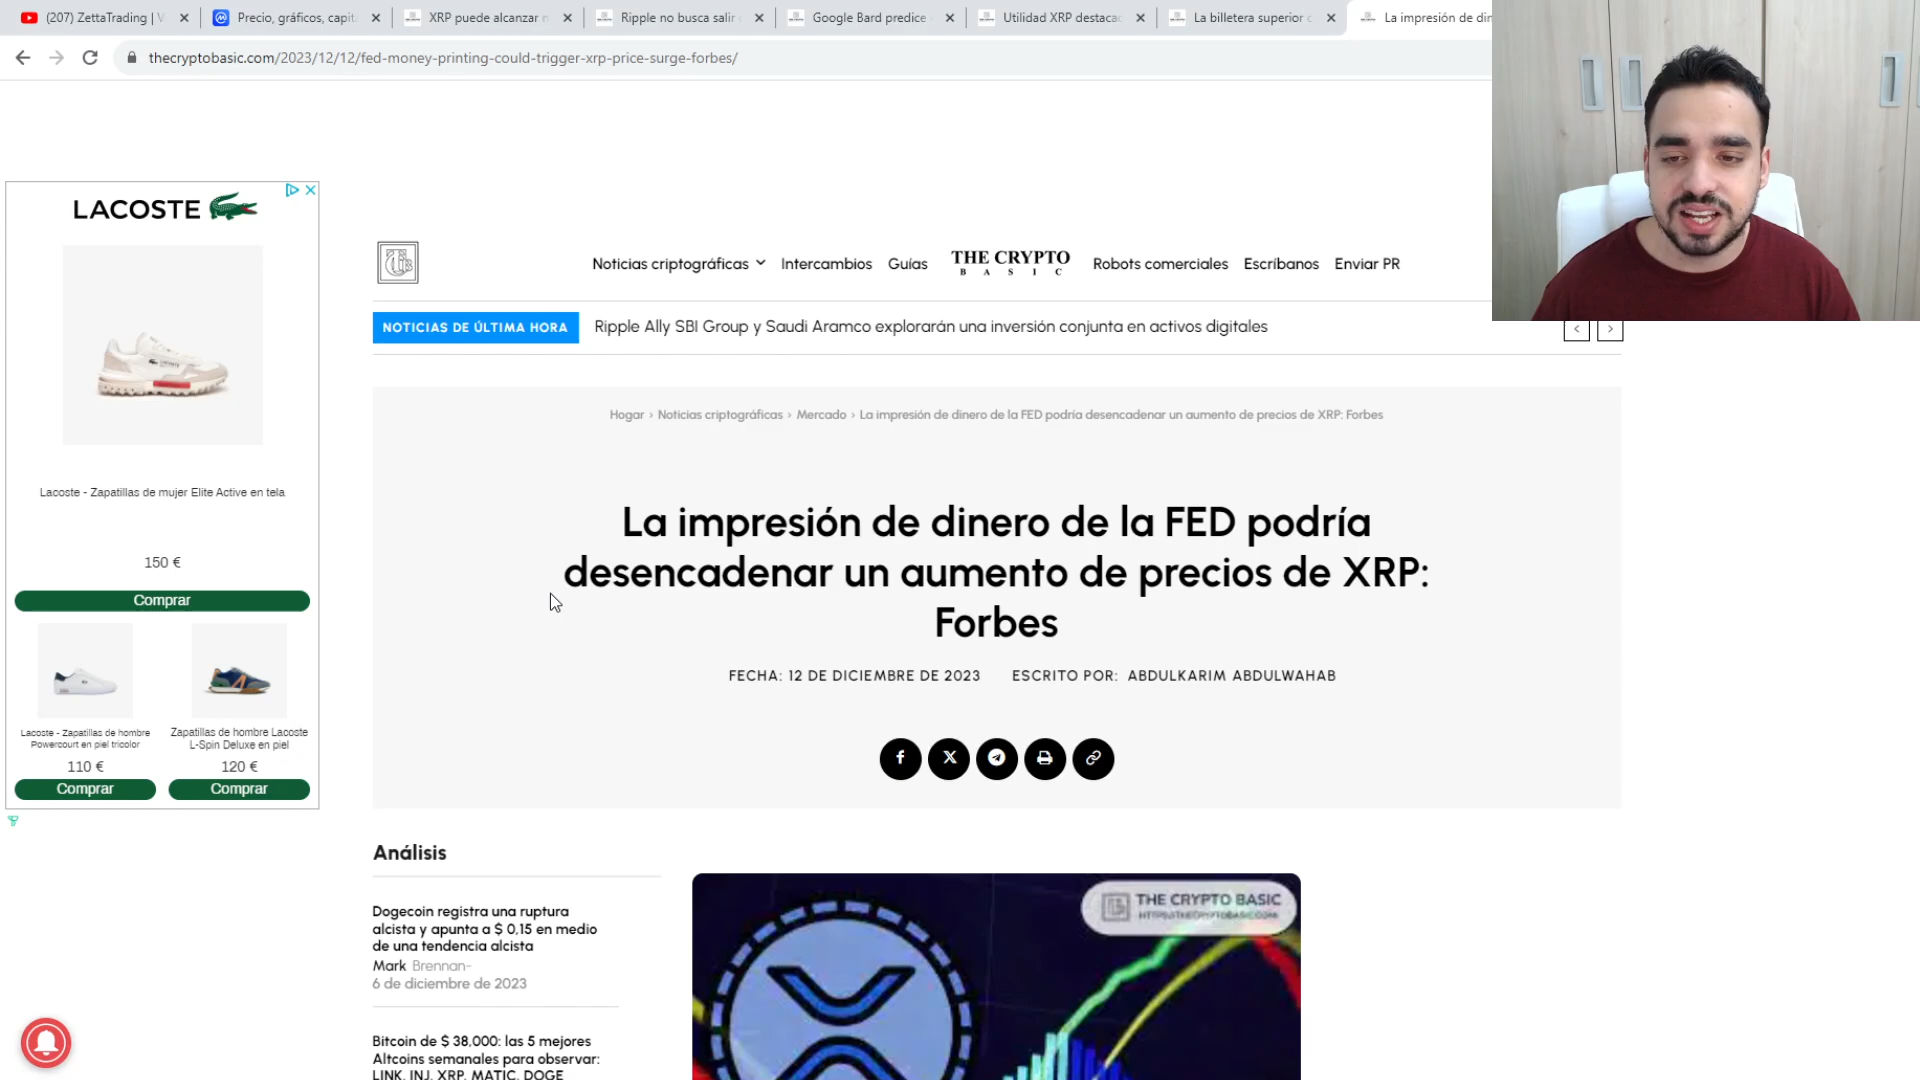 (207) ZettaTrading | V
Precio, gráficos, capit
XRP puede alcanzar n
Ripple no busca salir
Google Bard predice
Utilidad XRP destaca
La billetera superior
La impresión de din
thecryptobasic.com/2023/12/12/fed-money-printing-could-trigger-xrp-price-surge-forbes/
LACOSTE
Lacoste - Zapatillas de mujer Elite Active en tela
150 €
Comprar
Lacoste - Zapatillas de hombre
Powercourt en piel tricolor
110 €
Comprar
Zapatillas de hombre Lacoste
L-Spin Deluxe en piel
120 €
Comprar
Noticias criptográficas
Intercambios
Guías
THE CRYPTO
BASIC
Robots comerciales
Escríbanos
Enviar PR
NOTICIAS DE ÚLTIMA HORA
Ripple Ally SBI Group y Saudi Aramco explorarán una inversión conjunta en activos digitales
Hogar › Noticias criptográficas › Mercado › La impresión de dinero de la FED podría desencadenar un aumento de precios de XRP: Forbes
La impresión de dinero de la FED podría
desencadenar un aumento de precios de XRP:
Forbes
FECHA: 12 DE DICIEMBRE DE 2023
ESCRITO POR: ABDULKARIM ABDULWAHAB
Análisis
Dogecoin registra una ruptura
alcista y apunta a $ 0,15 en medio
de una tendencia alcista
Mark Brennan-
6 de diciembre de 2023
Bitcoin de $ 38,000: las 5 mejores
Altcoins semanales para observar:
LINK, INJ, XRP, MATIC, DOGE
THE CRYPTO BASIC
HTTPS://THECRYPTOBASIC.COM